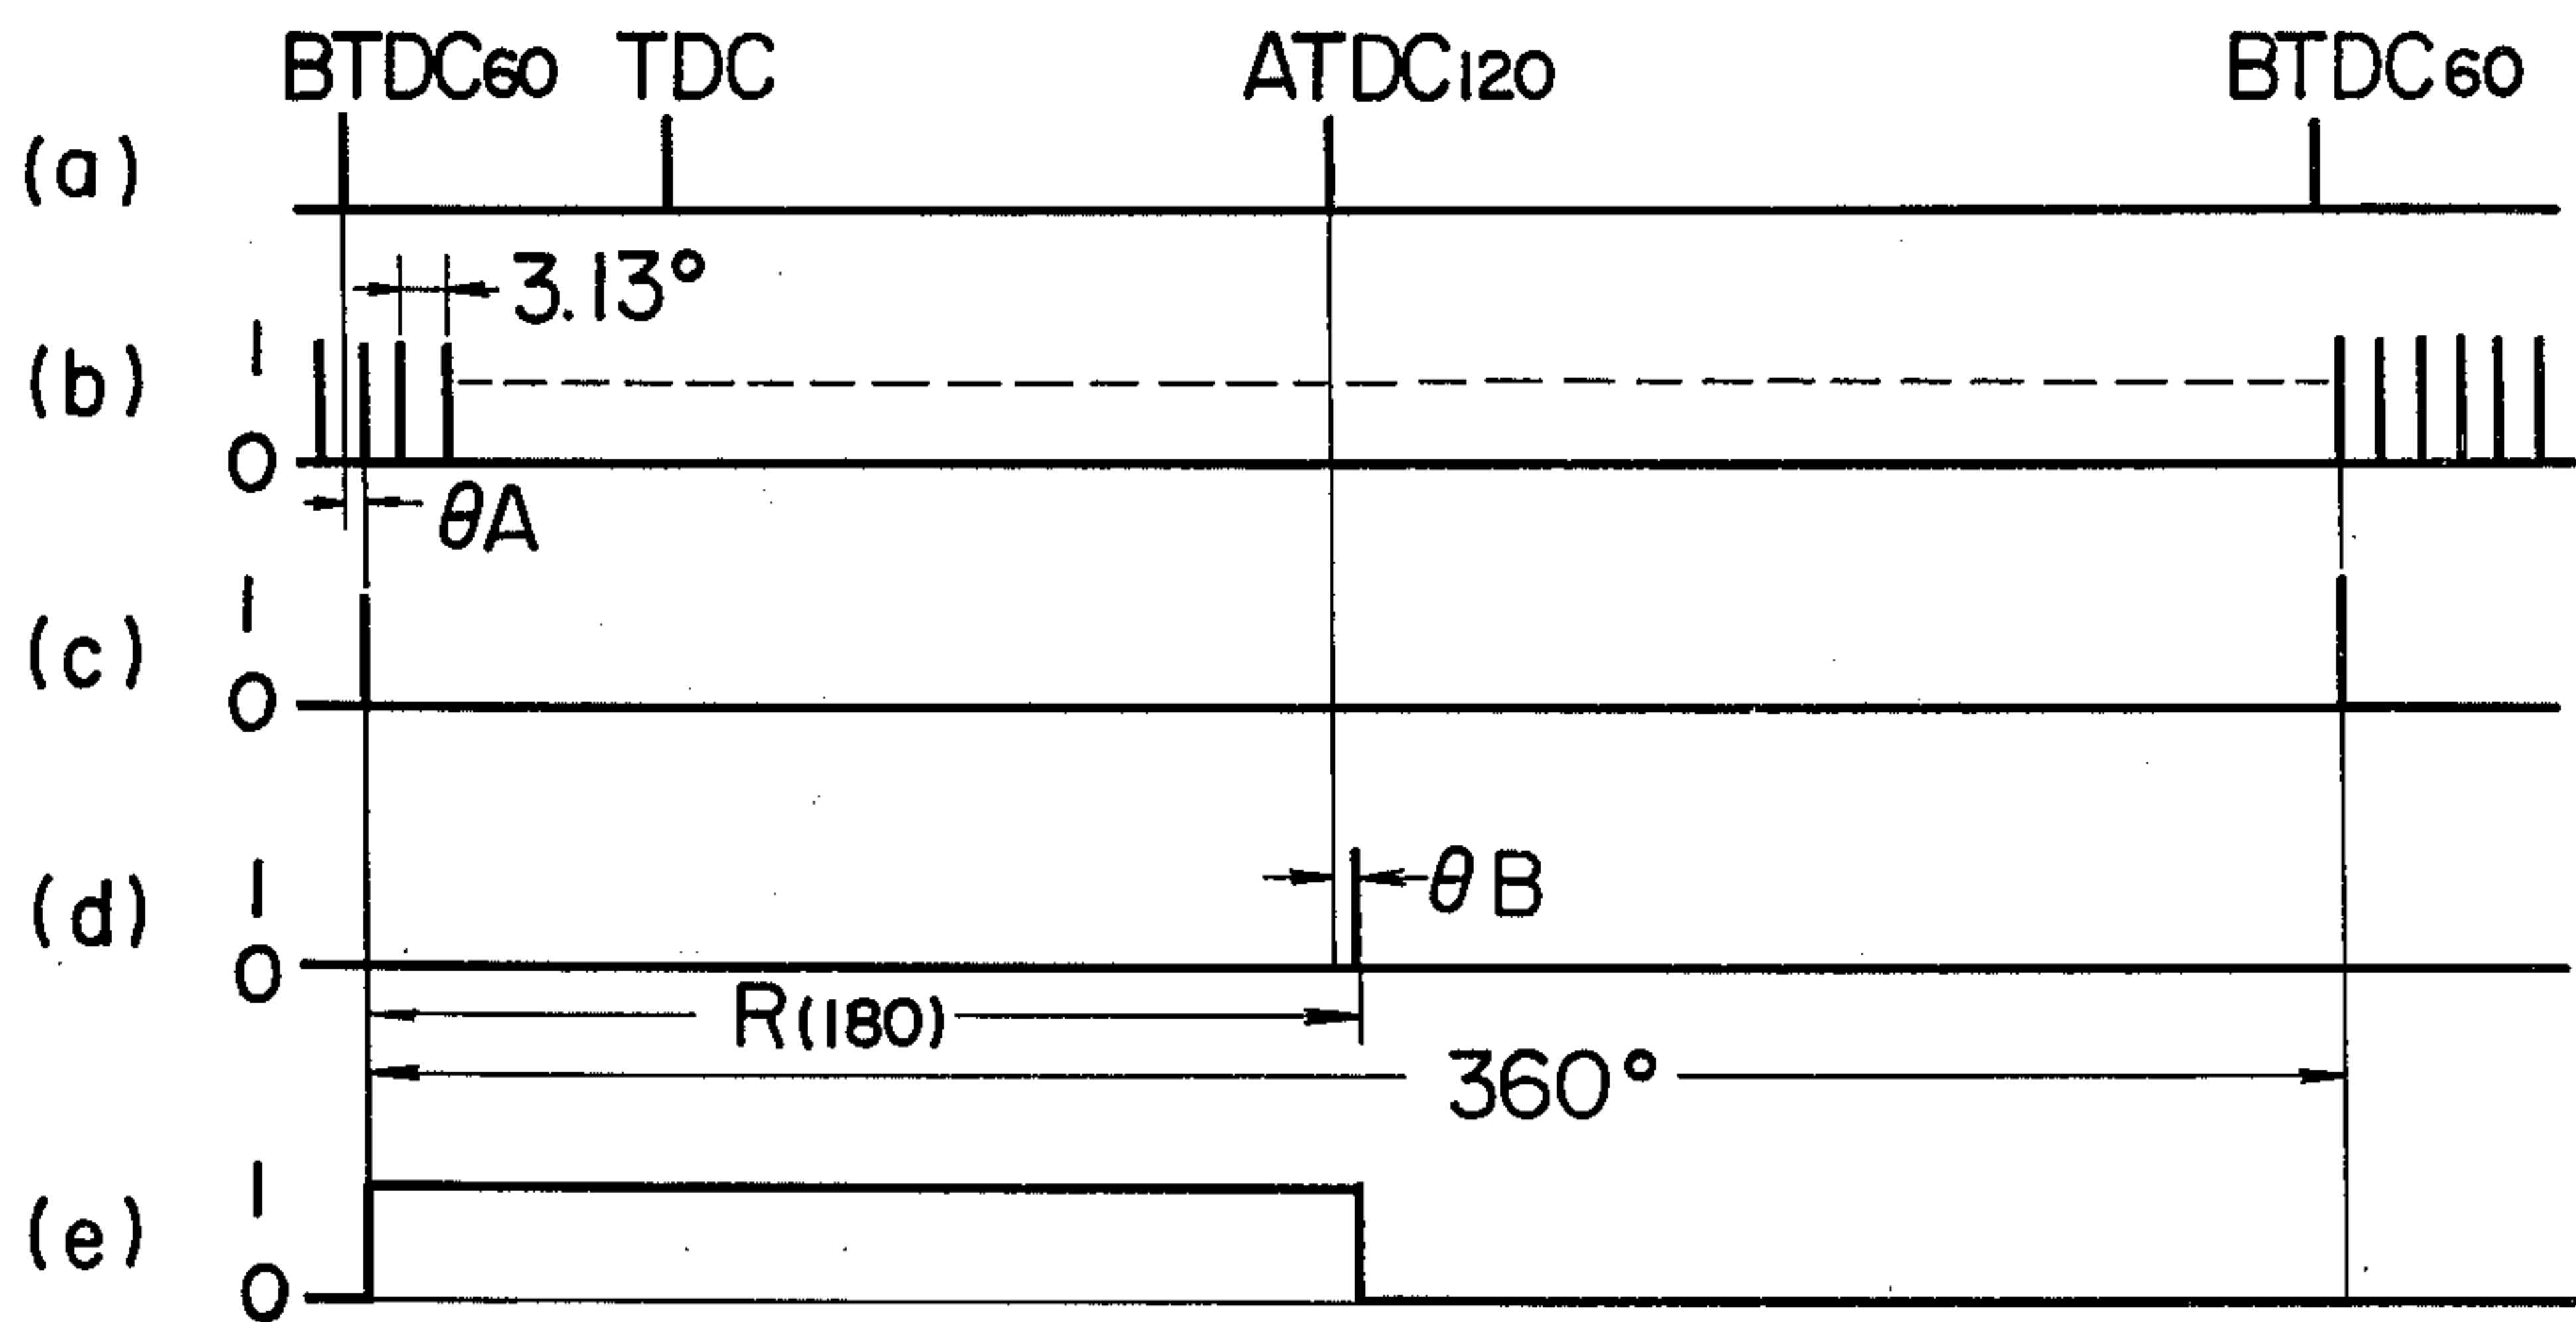 BTDC60 TDC ATDC120 BTDC60
(a)
3.13°
(b) 1
0
θA
(c) 1
0
(d) 1 θB
0
R(180)
360°
(e) 1
0